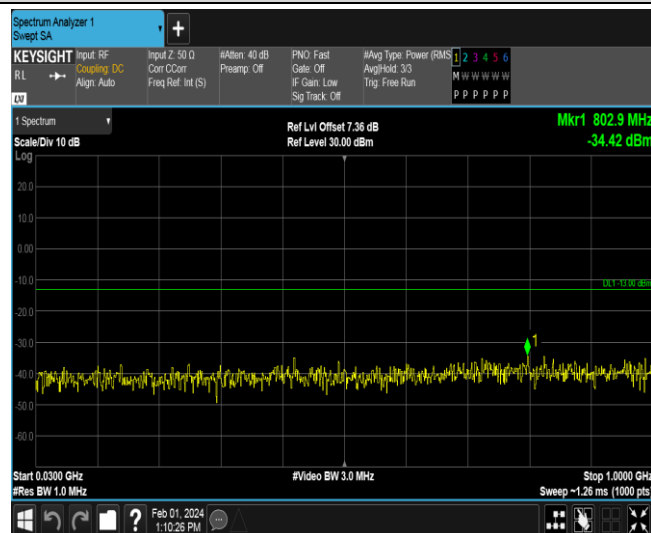 Spectrum Analyzer 1
Swept SA
+
KEYSIGHT Input: RF Input Z: 50 Ω #Atten: 40 dB PNO: Fast #Avg Type: Power (RMS 1 2 3 4 5 6
RL Coupling: DC Corr CCorr Preamp: Off Gate: Off Avg|Hold: 3/3 M W W W W W
Align: Auto Freq Ref: Int (S) IF Gain: Low Trig: Free Run
Sig Track: Off P P P P P P
LXI
1 Spectrum Ref Lvl Offset 7.36 dB Mkr1 802.9 MHz
Scale/Div 10 dB Ref Level 30.00 dBm -34.42 dBm
Log
20.0
10.0
0.00
-10.0
DL1 -13.00 dBm
-20.0
-30.0
1
-40.0
-50.0
-60.0
Start 0.0300 GHz #Video BW 3.0 MHz Stop 1.0000 GHz
#Res BW 1.0 MHz Sweep ~1.26 ms (1000 pts)
? Feb 01, 2024
1:10:26 PM